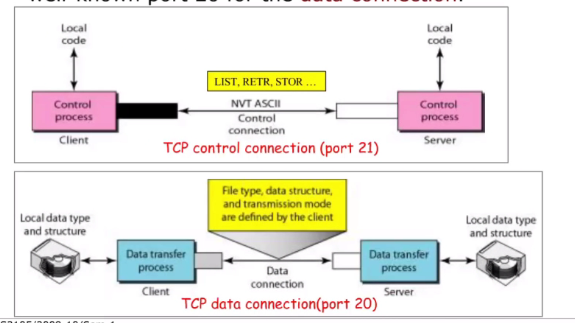 well-known port 20 for the data connection.
Local
code
Local
code
LIST, RETR, STOR ...
Control
process
NVT ASCII
Control
connection
Control
process
Client
Server
TCP control connection (port 21)
File type, data structure,
and transmission mode
are defined by the client
Local data type
and structure
Local data type
and structure
Data transfer
process
Data
connection
Data transfer
process
Client
Server
TCP data connection(port 20)